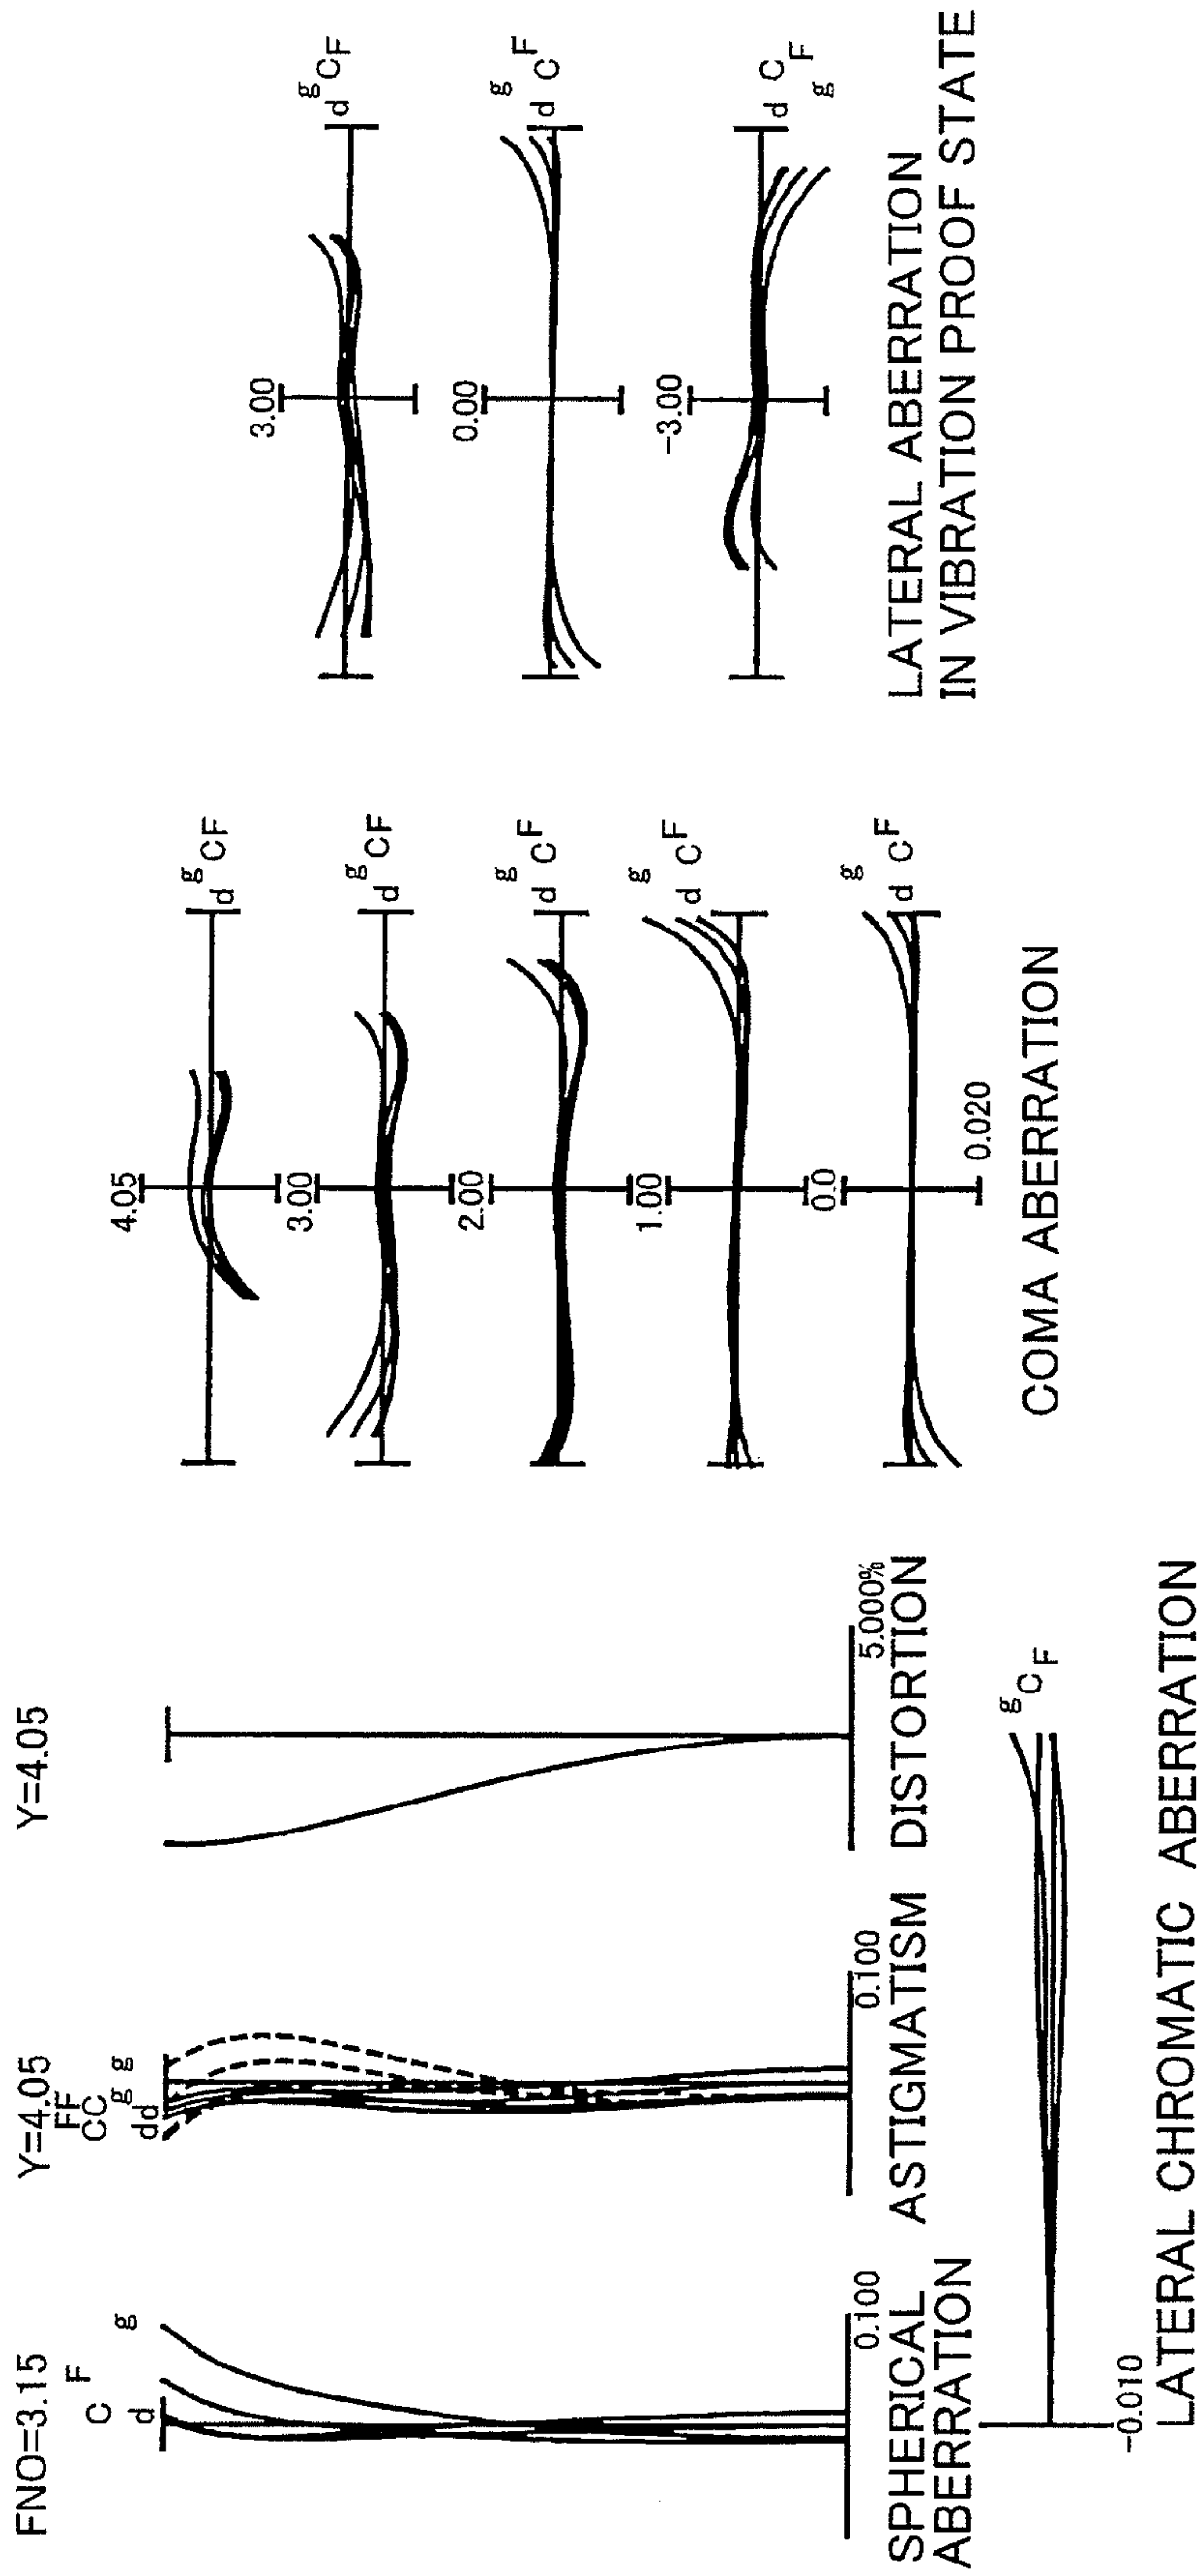 FNO=3.15
Y=4.05
Y=4.05
C
F
g
d
FF
CC
g
g
dd
0.100
0.100
5.000%
SPHERICAL
ABERRATION
ASTIGMATISM
DISTORTION
-0.010
g
C
F
LATERAL CHROMATIC ABERRATION
4.05
g
d
CF
3.00
g
d
CF
2.00
g
d
C
F
1.00
g
d
C
F
0.0
g
d
C
F
0.020
COMA ABERRATION
3.00
g
d
C
F
0.00
g
d
C
F
-3.00
d
C
F
g
LATERAL ABERRATION
IN VIBRATION PROOF STATE